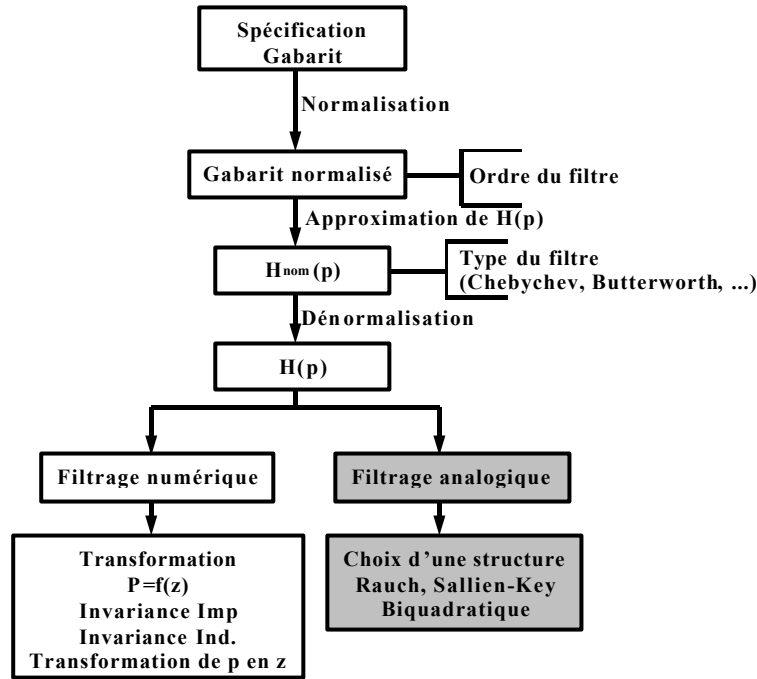 Spécification
Gabarit
Normalisation
Gabarit normalisé
Ordre du filtre
Approximation de H(p)
Hnom(p)
Type du filtre
(Chebychev, Butterworth, ...)
Dénormalisation
H(p)
Filtrage numérique
Filtrage analogique
Transformation
P=f(z)
Invariance Imp
Invariance Ind.
Transformation de p en z
Choix d'une structure
Rauch, Sallien-Key
Biquadratique